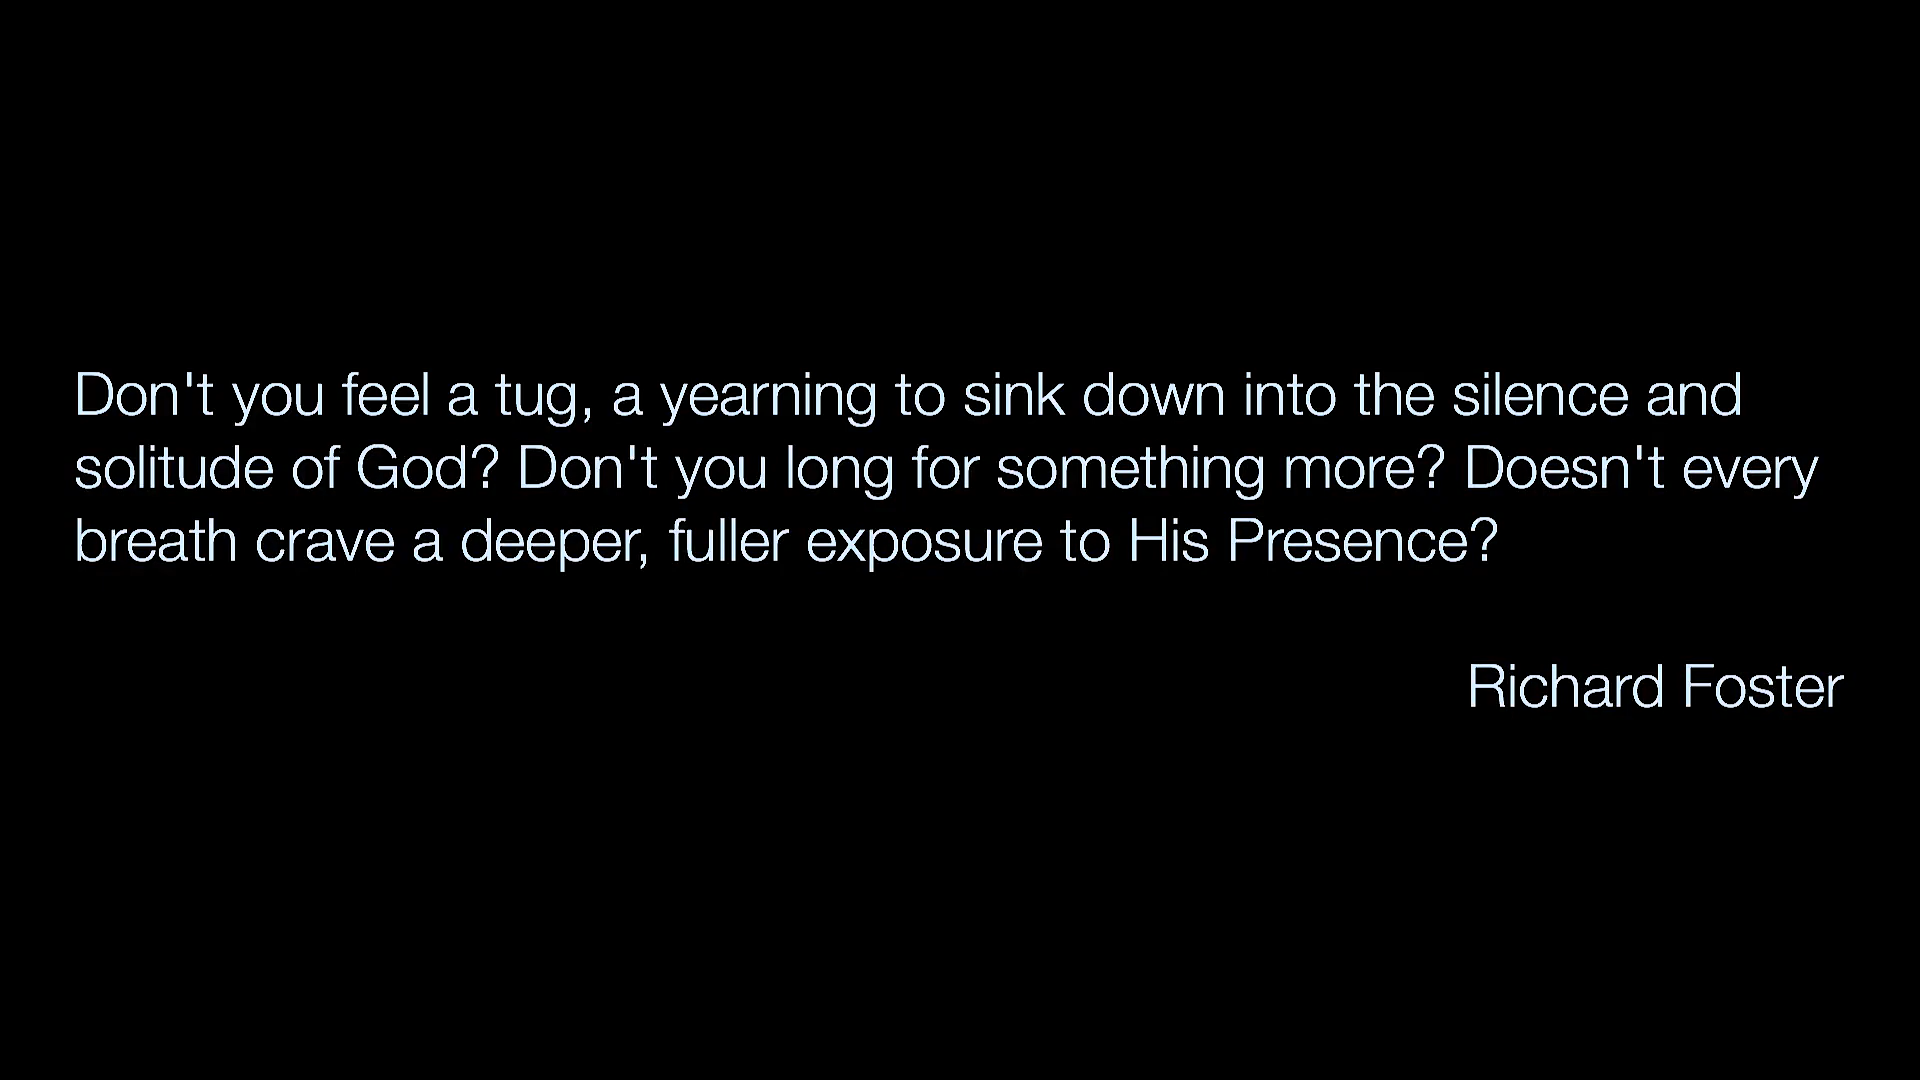 Don't you feel a tug, a yearning to sink down into the silence and
solitude of God? Don't you long for something more? Doesn't every
breath crave a deeper, fuller exposure to His Presence?
Richard Foster